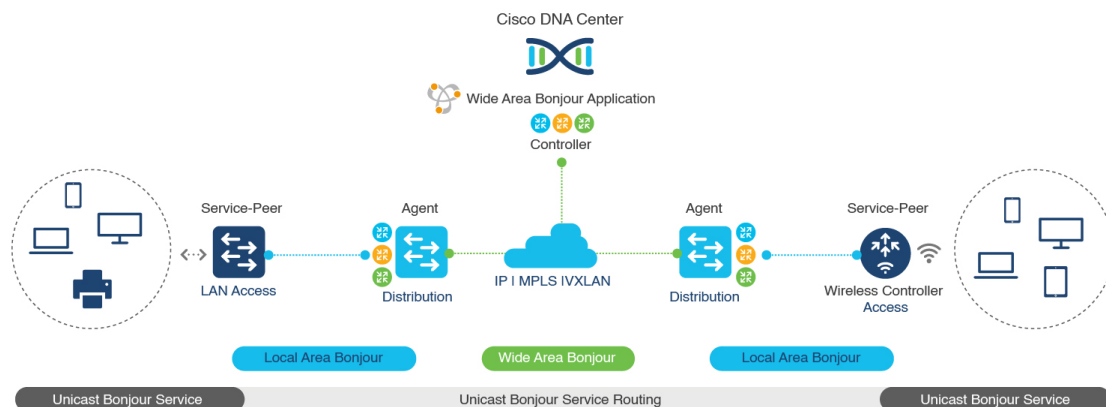 Cisco DNA Center
Wide Area Bonjour Application
Controller
Service-Peer
Agent
Agent
Service-Peer
LAN Access
Distribution
IP I MPLS IVXLAN
Distribution
Wireless Controller
Access
Local Area Bonjour
Wide Area Bonjour
Local Area Bonjour
Unicast Bonjour Service
Unicast Bonjour Service Routing
Unicast Bonjour Service